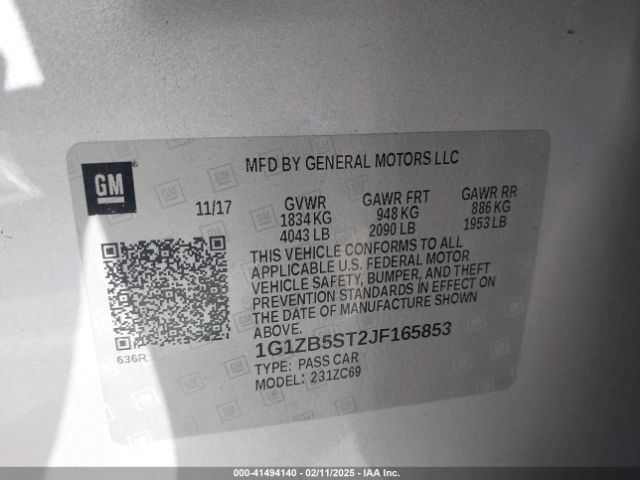 GM
MFD BY GENERAL MOTORS LLC
11/17
GVWR
1834 KG
4043 LB
GAWR FRT
948 KG
2090 LB
GAWR RR
886 KG
1953 LB
THIS VEHICLE CONFORMS TO ALL
APPLICABLE U.S. FEDERAL MOTOR
VEHICLE SAFETY, BUMPER, AND THEFT
PREVENTION STANDARDS IN EFFECT ON
THE DATE OF MANUFACTURE SHOWN
ABOVE.
636R
1G1ZB5ST2JF165853
TYPE: PASS CAR
MODEL: 231ZC69
000-41494140 - 02/11/2025 - IAA Inc.